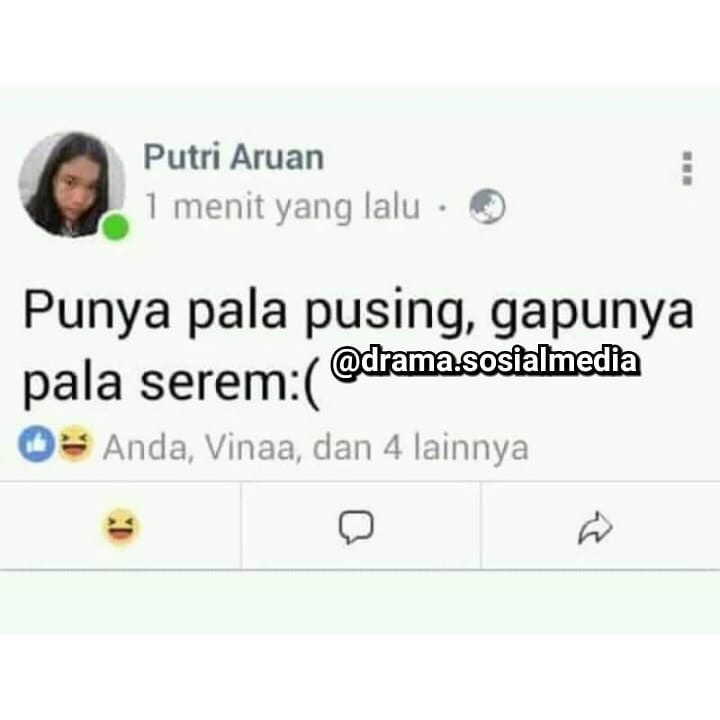 Putri Aruan
1 menit yang lalu ·
Punya pala pusing, gapunya
pala serem:(
@drama.sosialmedia
Anda, Vinaa, dan 4 lainnya